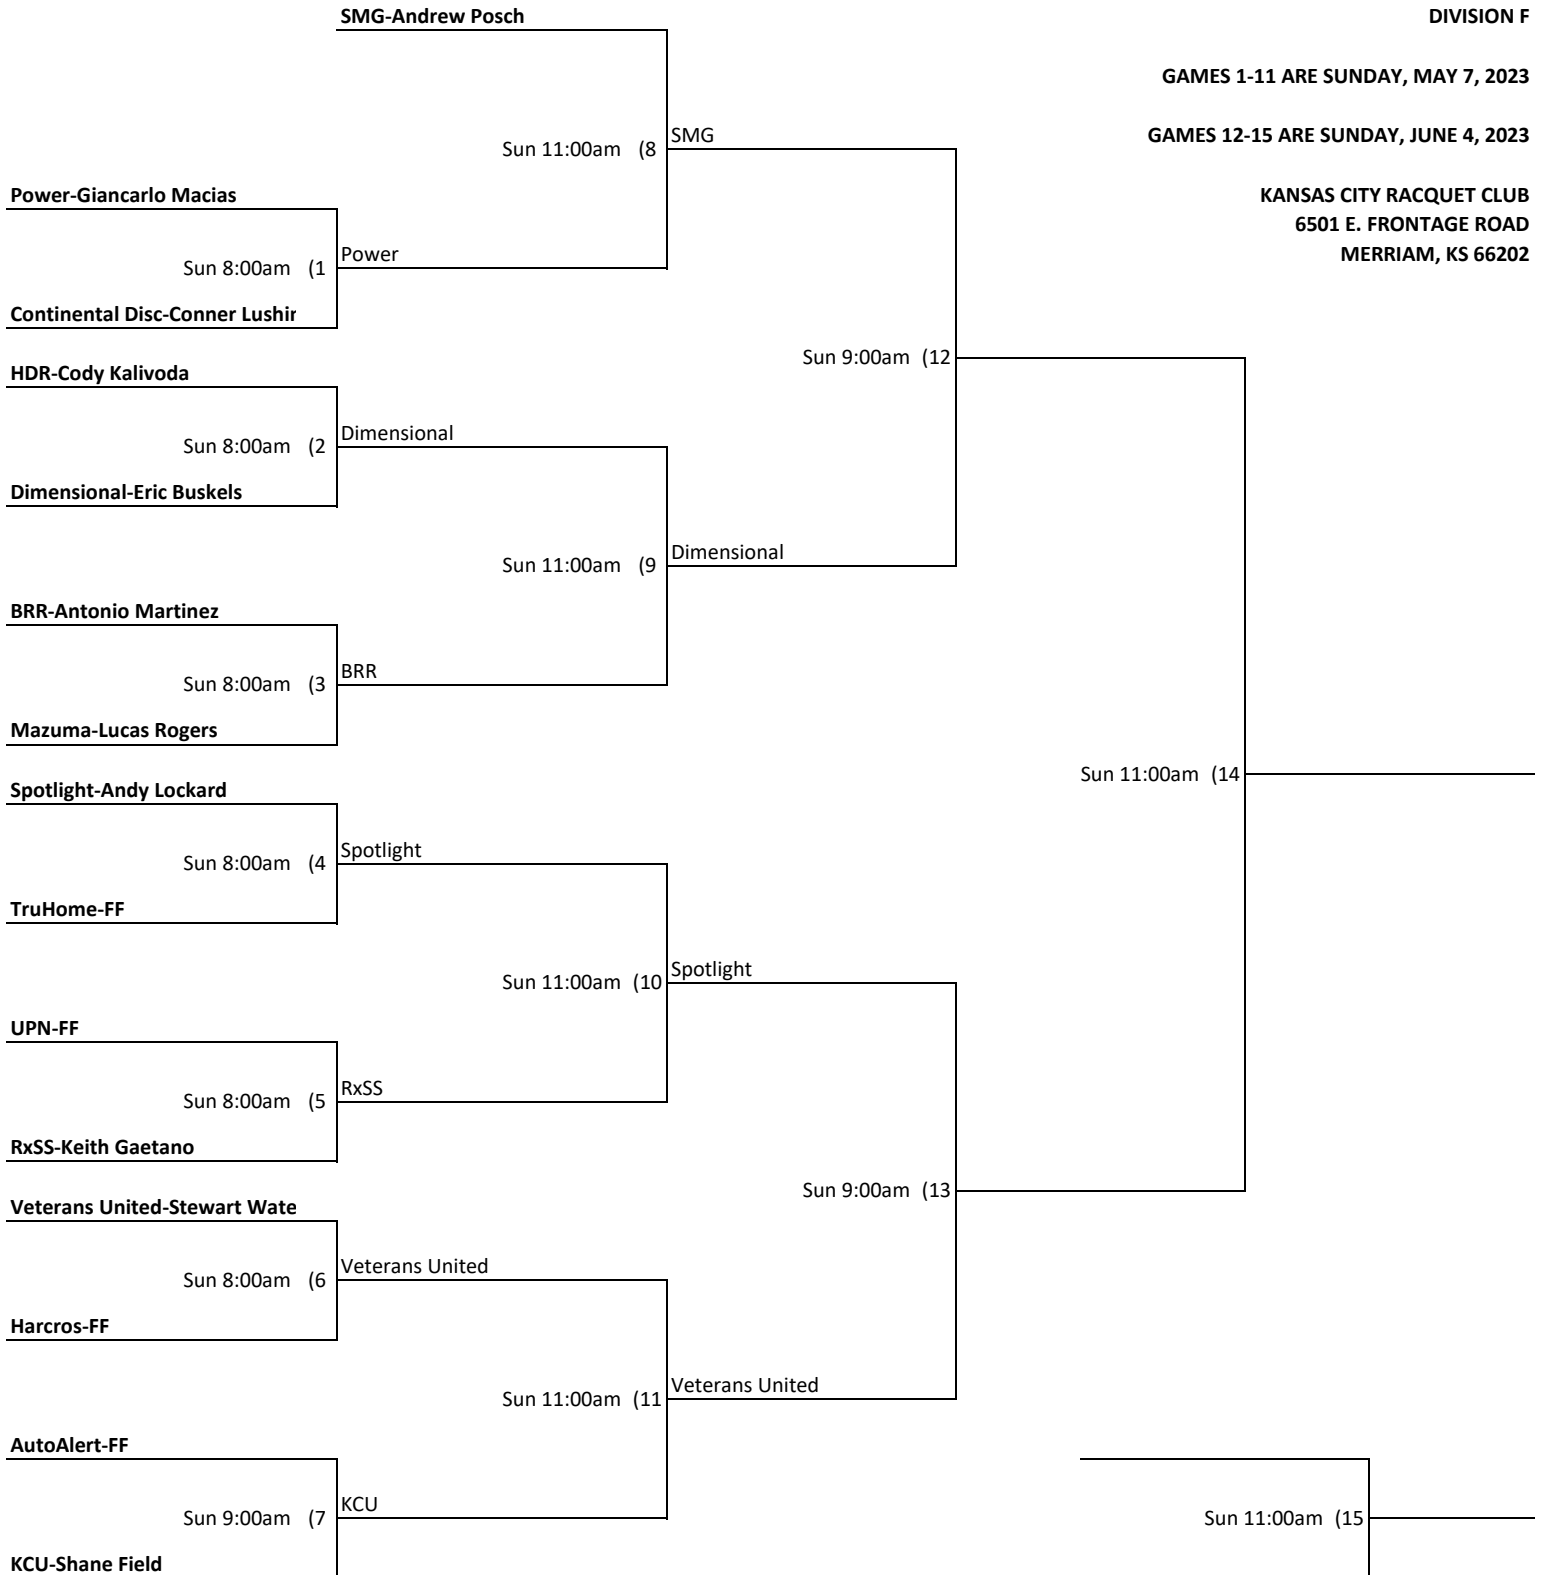 SMG-Andrew Posch
DIVISION F
GAMES 1-11 ARE SUNDAY, MAY 7, 2023
SMG
Sun 11:00am (8
GAMES 12-15 ARE SUNDAY, JUNE 4, 2023
Power-Giancarlo Macias
KANSAS CITY RACQUET CLUB
6501 E. FRONTAGE ROAD
Power
MERRIAM, KS 66202
Sun 8:00am (1
Continental Disc-Conner Lushir
Sun 9:00am (12
HDR-Cody Kalivoda
Dimensional
Sun 8:00am (2
Dimensional-Eric Buskels
Dimensional
Sun 11:00am (9
BRR-Antonio Martinez
BRR
Sun 8:00am (3
Mazuma-Lucas Rogers
Sun 11:00am (14
Spotlight-Andy Lockard
Spotlight
Sun 8:00am (4
TruHome-FF
Spotlight
Sun 11:00am (10
UPN-FF
RxSS
Sun 8:00am (5
RxSS-Keith Gaetano
Sun 9:00am (13
Veterans United-Stewart Wate
Veterans United
Sun 8:00am (6
Harcros-FF
Veterans United
Sun 11:00am (11
AutoAlert-FF
KCU
Sun 9:00am (7
Sun 11:00am (15
KCU-Shane Field